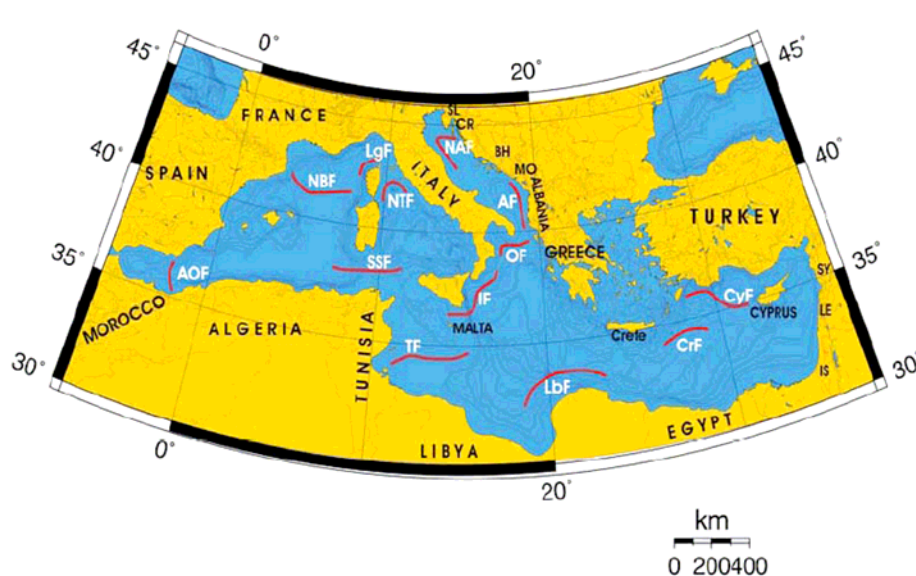 0°
20°
45°
45°
SL
CR
FRANCE
NAF
LgF
BH
40°
40°
MO
SPAIN
NBF
ITALY
ALBANIA
NTF
AF
TURKEY
35°
35°
OF
GREECE
SSF
SY
AOF
IF
CyF
CYPRUS
LE
MOROCCO
ALGERIA
MALTA
Crete
TUNISIA
TF
CrF
30°
30°
IS
LbF
EGYPT
LIBYA
0°
20°
km
0 200400